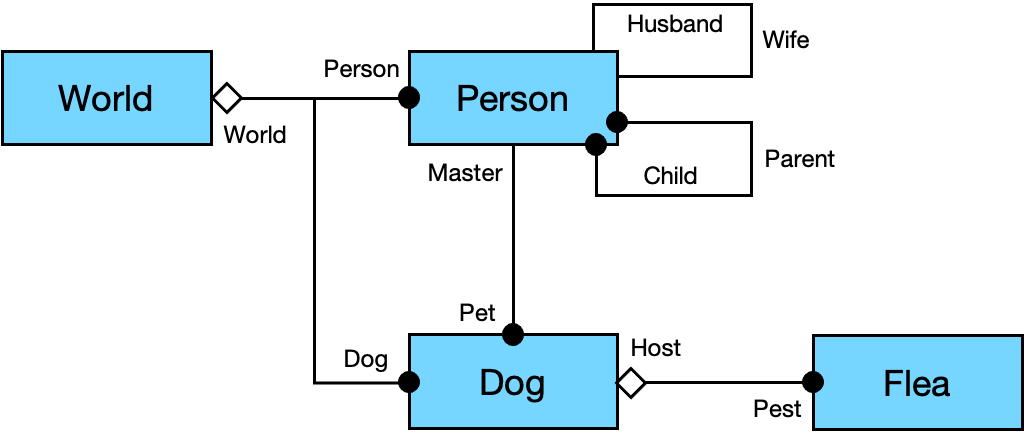 Husband
Wife
Person
World
Person
World
Master
Parent
Child
Pet
Host
Dog
Dog
Flea
Pest